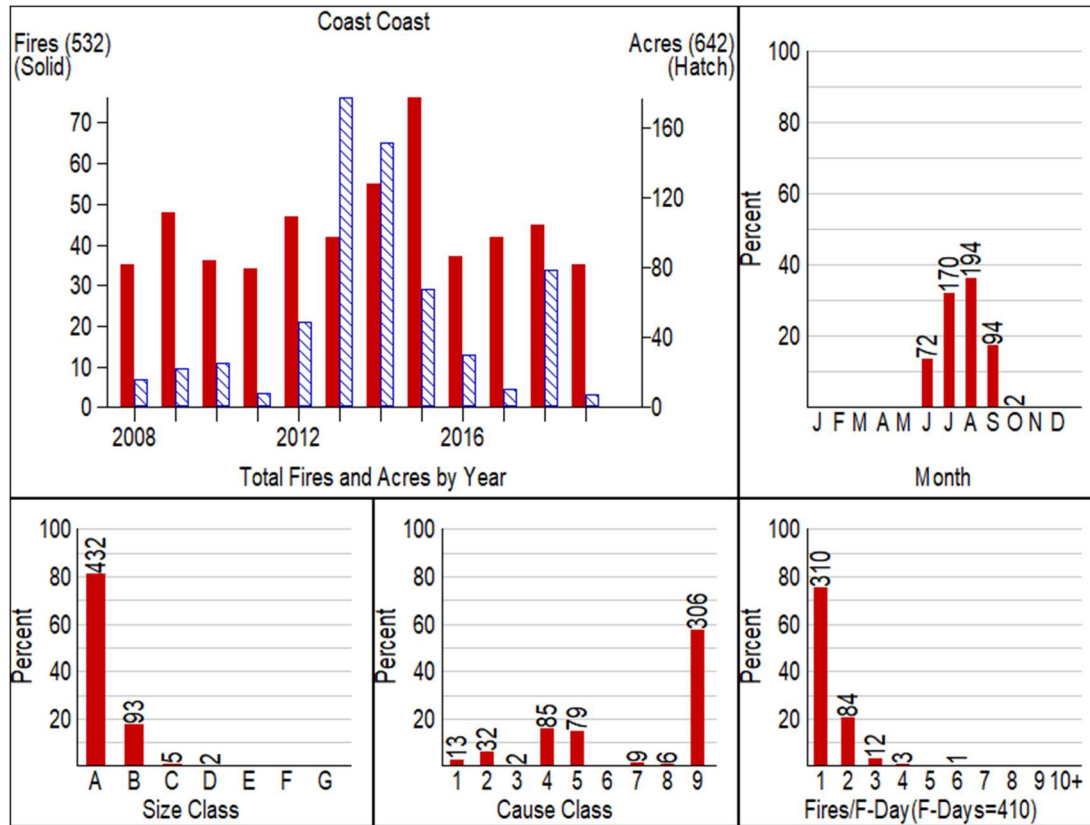 Coast Coast
Fires (532)
(Solid)
Acres (642)
(Hatch)
70
60
50
40
30
20
10
0
160
120
80
40
0
2008 2012 2016
Total Fires and Acres by Year
100
80
100
60
40
20
Percent
72 170 194 94 2
J F M A M J J A S O N D
Month
100
80
60
40
20
Percent
432 93 5 2
A B C D E F G
Size Class
100
80
60
40
20
Percent
13 32 2 85 79 9 6 306
1 2 3 4 5 6 7 8 9
Cause Class
100
80
60
40
20
Percent
310 84 12 3 1
1 2 3 4 5 6 7 8 9 10+
Fires/F-Day(F-Days=410)